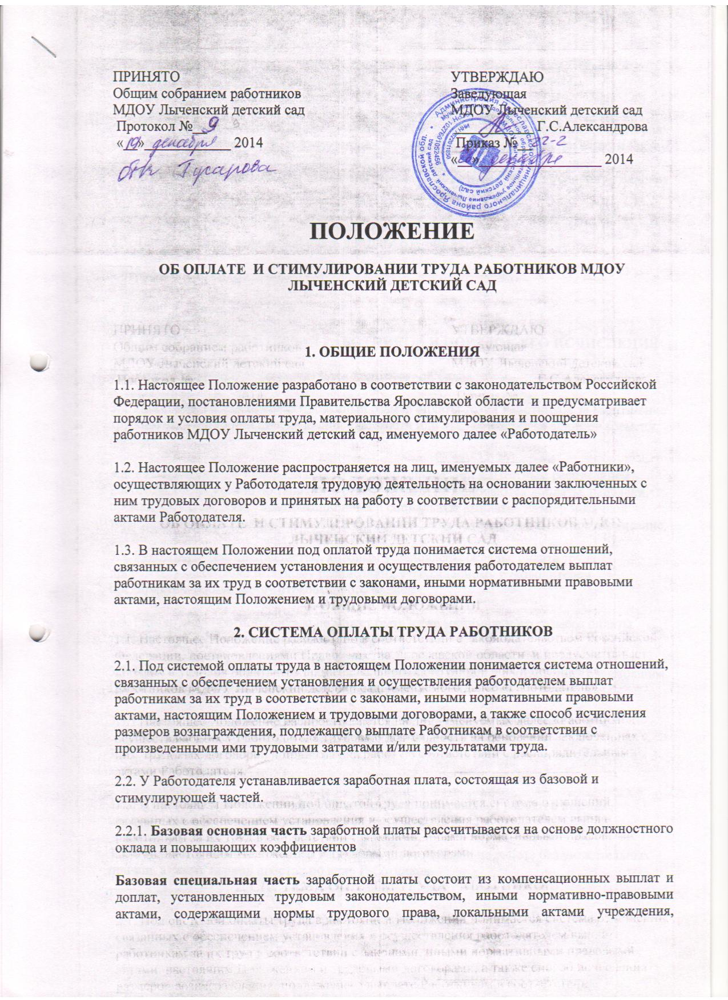 ПРИНЯТО
Общим собранием работников
МДОУ Лыченский детский сад
Протокол № 9 9
«19» декабря 2014
Гусарова
УТВЕРЖДАЮ
Заведующая
МДОУ Лыченский детский сад
Г.С.Александрова
Приказ № 22-2
« » декабря 2014
ПОЛОЖЕНИЕ
ОБ ОПЛАТЕ И СТИМУЛИРОВАНИИ ТРУДА РАБОТНИКОВ МДОУ
ЛЫЧЕНСКИЙ ДЕТСКИЙ САД
1. ОБЩИЕ ПОЛОЖЕНИЯ
1.1. Настоящее Положение разработано в соответствии с законодательством Российской
Федерации, постановлениями Правительства Ярославской области и предусматривает
порядок и условия оплаты труда, материального стимулирования и поощрения
работников МДОУ Лыченский детский сад, именуемого далее «Работодатель»
1.2. Настоящее Положение распространяется на лиц, именуемых далее «Работники»,
осуществляющих у Работодателя трудовую деятельность на основании заключенных с
ним трудовых договоров и принятых на работу в соответствии с распорядительными
актами Работодателя.
1.3. В настоящем Положении под оплатой труда понимается система отношений,
связанных с обеспечением установления и осуществления работодателем выплат
работникам за их труд в соответствии с законами, иными нормативными правовыми
актами, настоящим Положением и трудовыми договорами.
2. СИСТЕМА ОПЛАТЫ ТРУДА РАБОТНИКОВ
2.1. Под системой оплаты труда в настоящем Положении понимается система отношений,
связанных с обеспечением установления и осуществления работодателем выплат
работникам за их труд в соответствии с законами, иными нормативными правовыми
актами, настоящим Положением и трудовыми договорами, а также способ исчисления
размеров вознаграждения, подлежащего выплате Работникам в соответствии с
произведенными ими трудовыми затратами и/или результатами труда.
2.2. У Работодателя устанавливается заработная плата, состоящая из базовой и
стимулирующей частей.
2.2.1. Базовая основная часть заработной платы рассчитывается на основе должностного
оклада и повышающих коэффициентов
Базовая специальная часть заработной платы состоит из компенсационных выплат и
доплат, установленных трудовым законодательством, иными нормативно-правовыми
актами, содержащими нормы трудового права, локальными актами учреждения,